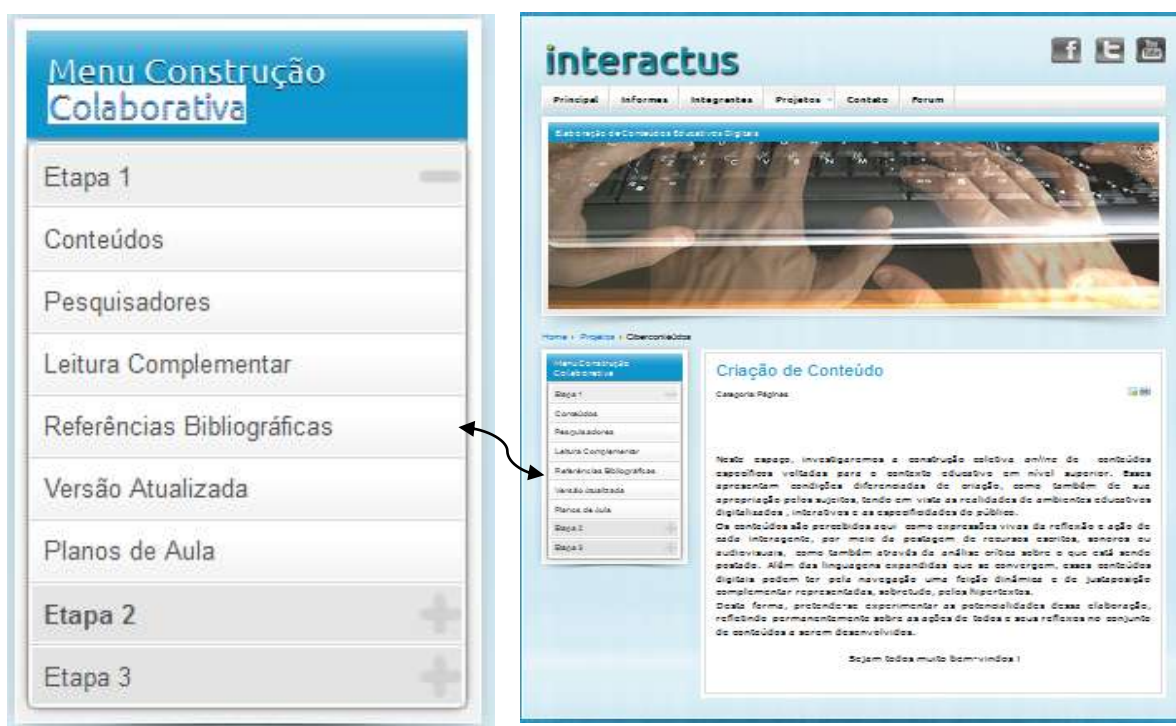 Menu Construção
Colaborativa
Etapa 1
Conteúdos
Pesquisadores
Leitura Complementar
Referências Bibliográficas
Versão Atualizada
Planos de Aula
Etapa 2
Etapa 3
interactus
Principal Informes Integrantes Projetos Contato Forum
Elaboração de Conteúdos Educativos Digitais
Home Projetos Ciberconteúdos
Menu Construção
Colaborativa
Etapa 1
Conteúdos
Pesquisadores
Leitura Complementar
Referências Bibliográficas
Versão Atualizada
Planos de Aula
Etapa 2
Etapa 3
Criação de Conteúdo
Categoria: Páginas
Neste espaço, investigaremos a construção coletiva online de conteúdos
específicos voltados para o contexto educativo em nível superior. Esses
apresentam condições diferenciadas de criação, como também de sua
apropriação pelos sujeitos, tendo em vista as realidades de ambientes educativos
digitalizados , interativos e as especificidades do público.
Os conteúdos são percebidos aqui como expressões vivas da reflexão e ação de
cada interagente, por meio da postagem de recursos escritos, sonoros ou
audiovisuais, como também através da análise crítica sobre o que está sendo
postado. Além das linguagens expandidas que se convergem, esses conteúdos
digitais podem ter pela navegação uma feição dinâmica e de justaposição
complementar representadas, sobretudo, pelos hipertextos.
Desta forma, pretende-se experimentar as potencialidades dessa elaboração,
refletindo permanentemente sobre as ações de todos e seus reflexos no conjunto
de conteúdos a serem desenvolvidos.
Sejam todos muito bem-vindos !